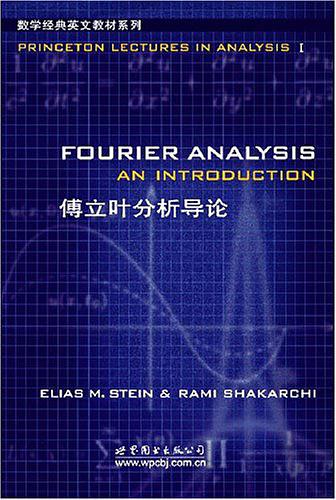 数学经典英文教材系列
PRINCETON LECTURES IN ANALYSIS I
FOURIER ANALYSIS
AN INTRODUCTION
傅立叶分析导论
ELIAS M. STEIN & RAMI SHAKARCHI
世界图书出版公司
www.wpcbj.com.cn